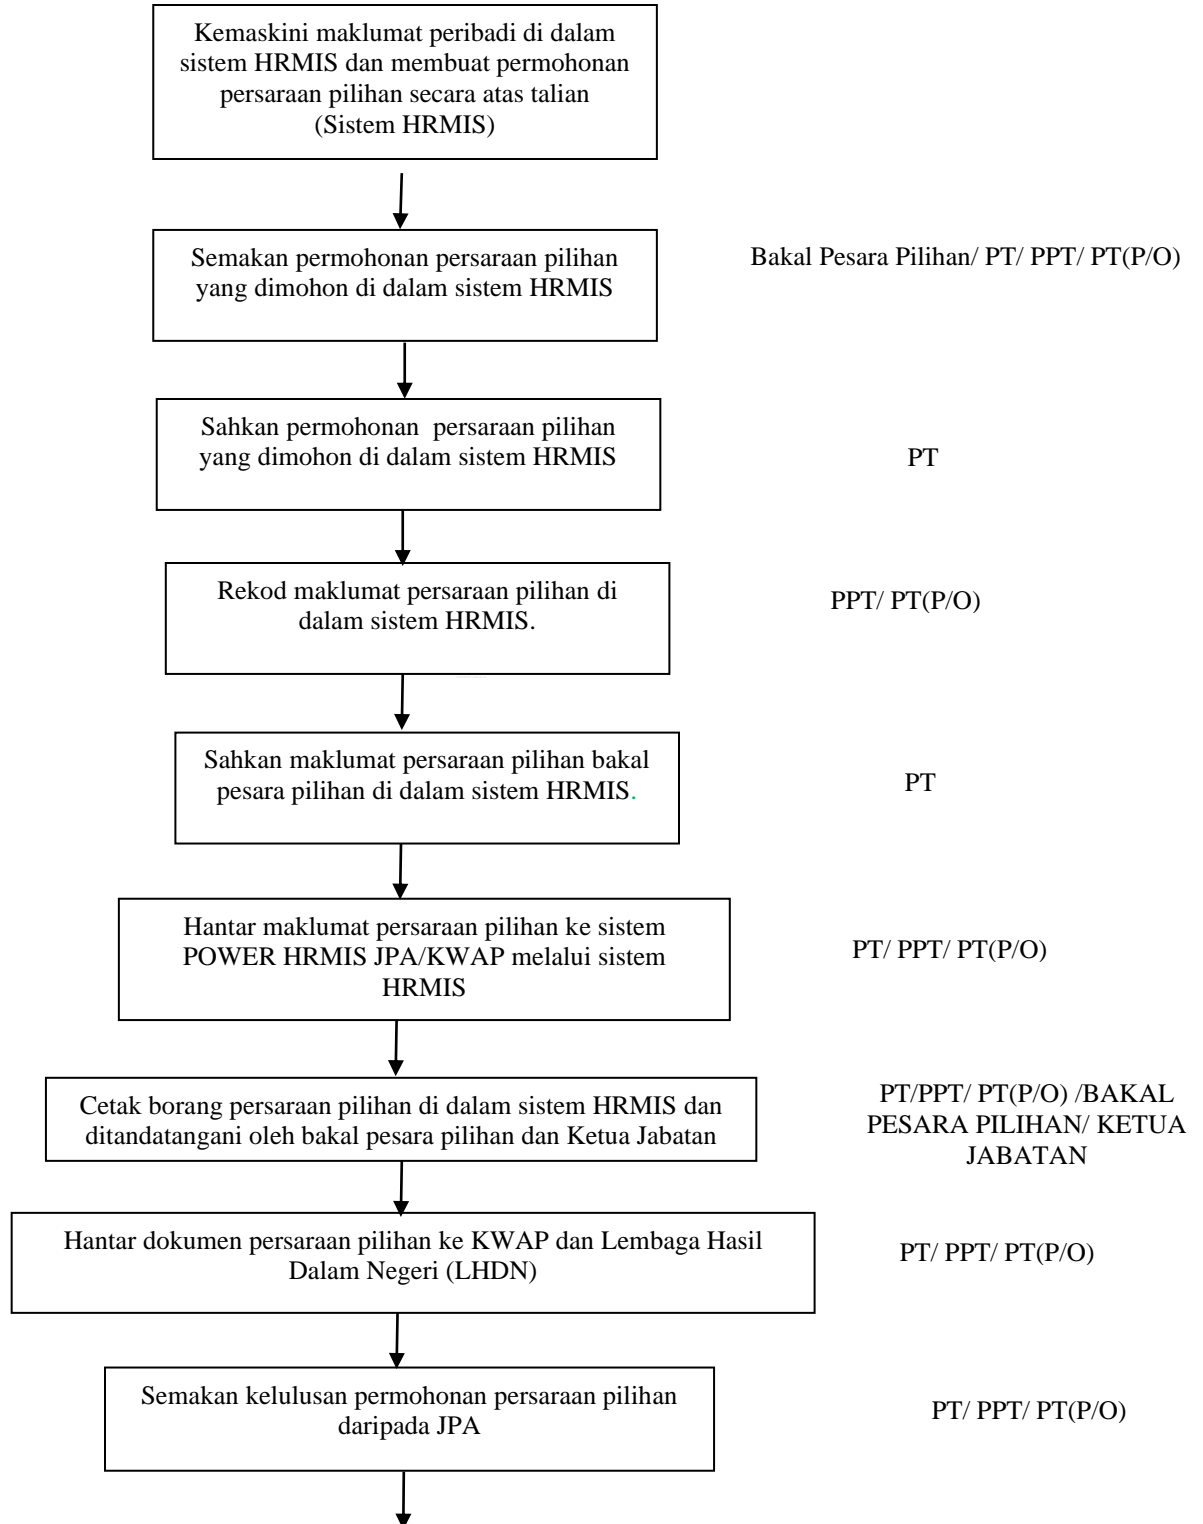 Kemaskini maklumat peribadi di dalam
sistem HRMIS dan membuat permohonan
persaraan pilihan secara atas talian
(Sistem HRMIS)
Semakan permohonan persaraan pilihan
yang dimohon di dalam sistem HRMIS
Bakal Pesara Pilihan/ PT/ PPT/ PT(P/O)
Sahkan permohonan  persaraan pilihan
yang dimohon di dalam sistem HRMIS
PT
Rekod maklumat persaraan pilihan di
dalam sistem HRMIS.
PPT/ PT(P/O)
Sahkan maklumat persaraan pilihan bakal
pesara pilihan di dalam sistem HRMIS.
PT
Hantar maklumat persaraan pilihan ke sistem
POWER HRMIS JPA/KWAP melalui sistem
HRMIS
PT/ PPT/ PT(P/O)
Cetak borang persaraan pilihan di dalam sistem HRMIS dan
ditandatangani oleh bakal pesara pilihan dan Ketua Jabatan
PT/PPT/ PT(P/O) /BAKAL
PESARA PILIHAN/ KETUA
JABATAN
Hantar dokumen persaraan pilihan ke KWAP dan Lembaga Hasil
Dalam Negeri (LHDN)
PT/ PPT/ PT(P/O)
Semakan kelulusan permohonan persaraan pilihan
daripada JPA
PT/ PPT/ PT(P/O)